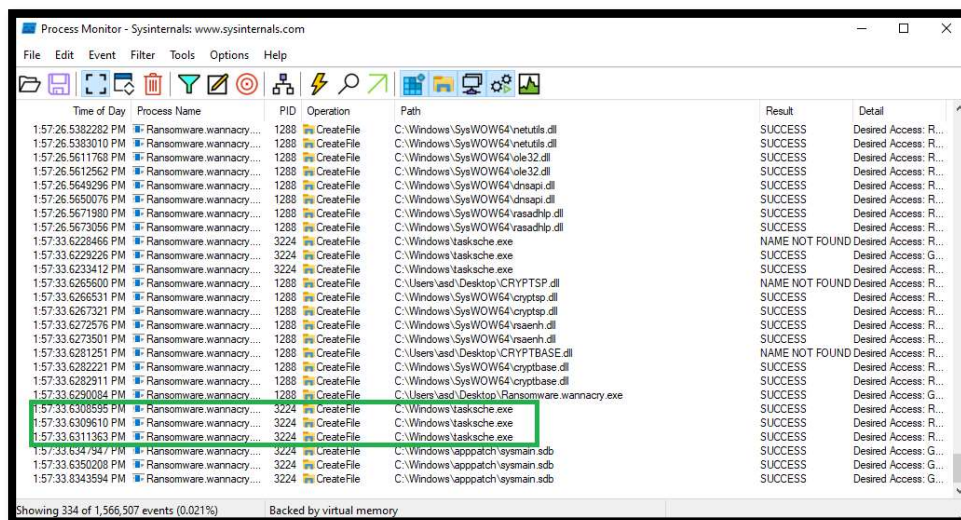 Process Monitor - Sysinternals: www.sysinternals.com
File Edit Event Filter Tools Options Help
Time of Day Process Name PID Operation Path Result Detail
1:57:26.5382282 PM Ransomware.wannacry.... 1288 CreateFile C:\Windows\SysWOW64\netutils.dll SUCCESS Desired Access: R...
1:57:26.5383010 PM Ransomware.wannacry.... 1288 CreateFile C:\Windows\SysWOW64\netutils.dll SUCCESS Desired Access: R...
1:57:26.5611768 PM Ransomware.wannacry.... 1288 CreateFile C:\Windows\SysWOW64\ole32.dll SUCCESS Desired Access: R...
1:57:26.5612562 PM Ransomware.wannacry.... 1288 CreateFile C:\Windows\SysWOW64\ole32.dll SUCCESS Desired Access: R...
1:57:26.5649296 PM Ransomware.wannacry.... 1288 CreateFile C:\Windows\SysWOW64\dnsapi.dll SUCCESS Desired Access: R...
1:57:26.5650076 PM Ransomware.wannacry.... 1288 CreateFile C:\Windows\SysWOW64\dnsapi.dll SUCCESS Desired Access: R...
1:57:26.5671980 PM Ransomware.wannacry.... 1288 CreateFile C:\Windows\SysWOW64\rasadhlp.dll SUCCESS Desired Access: R...
1:57:26.5673056 PM Ransomware.wannacry.... 1288 CreateFile C:\Windows\SysWOW64\rasadhlp.dll SUCCESS Desired Access: R...
1:57:33.6228466 PM Ransomware.wannacry.... 3224 CreateFile C:\Windows\tasksche.exe NAME NOT FOUND Desired Access: R...
1:57:33.6229226 PM Ransomware.wannacry.... 3224 CreateFile C:\Windows\tasksche.exe SUCCESS Desired Access: G...
1:57:33.6233412 PM Ransomware.wannacry.... 3224 CreateFile C:\Windows\tasksche.exe SUCCESS Desired Access: R...
1:57:33.6265600 PM Ransomware.wannacry.... 1288 CreateFile C:\Users\asd\Desktop\CRYPTSP.dll NAME NOT FOUND Desired Access: R...
1:57:33.6266531 PM Ransomware.wannacry.... 1288 CreateFile C:\Windows\SysWOW64\cryptsp.dll SUCCESS Desired Access: R...
1:57:33.6267321 PM Ransomware.wannacry.... 1288 CreateFile C:\Windows\SysWOW64\cryptsp.dll SUCCESS Desired Access: R...
1:57:33.6272576 PM Ransomware.wannacry.... 1288 CreateFile C:\Windows\SysWOW64\rsaenh.dll SUCCESS Desired Access: R...
1:57:33.6273501 PM Ransomware.wannacry.... 1288 CreateFile C:\Windows\SysWOW64\rsaenh.dll SUCCESS Desired Access: R...
1:57:33.6281251 PM Ransomware.wannacry.... 1288 CreateFile C:\Users\asd\Desktop\CRYPTBASE.dll NAME NOT FOUND Desired Access: R...
1:57:33.6282221 PM Ransomware.wannacry.... 1288 CreateFile C:\Windows\SysWOW64\cryptbase.dll SUCCESS Desired Access: R...
1:57:33.6282911 PM Ransomware.wannacry.... 1288 CreateFile C:\Windows\SysWOW64\cryptbase.dll SUCCESS Desired Access: R...
1:57:33.6290084 PM Ransomware.wannacry.... 1288 CreateFile C:\Users\asd\Desktop\Ransomware.wannacry.exe SUCCESS Desired Access: G...
1:57:33.6308595 PM Ransomware.wannacry.... 3224 CreateFile C:\Windows\tasksche.exe SUCCESS Desired Access: R...
1:57:33.6309610 PM Ransomware.wannacry.... 3224 CreateFile C:\Windows\tasksche.exe SUCCESS Desired Access: R...
1:57:33.6311363 PM Ransomware.wannacry.... 3224 CreateFile C:\Windows\tasksche.exe SUCCESS Desired Access: R...
1:57:33.6347947 PM Ransomware.wannacry.... 3224 CreateFile C:\Windows\apppatch\sysmain.sdb SUCCESS Desired Access: G...
1:57:33.6350208 PM Ransomware.wannacry.... 3224 CreateFile C:\Windows\apppatch\sysmain.sdb SUCCESS Desired Access: G...
1:57:33.8343594 PM Ransomware.wannacry.... 3224 CreateFile C:\Windows\apppatch\sysmain.sdb SUCCESS Desired Access: G...
Showing 334 of 1,566,507 events (0.021%) Backed by virtual memory